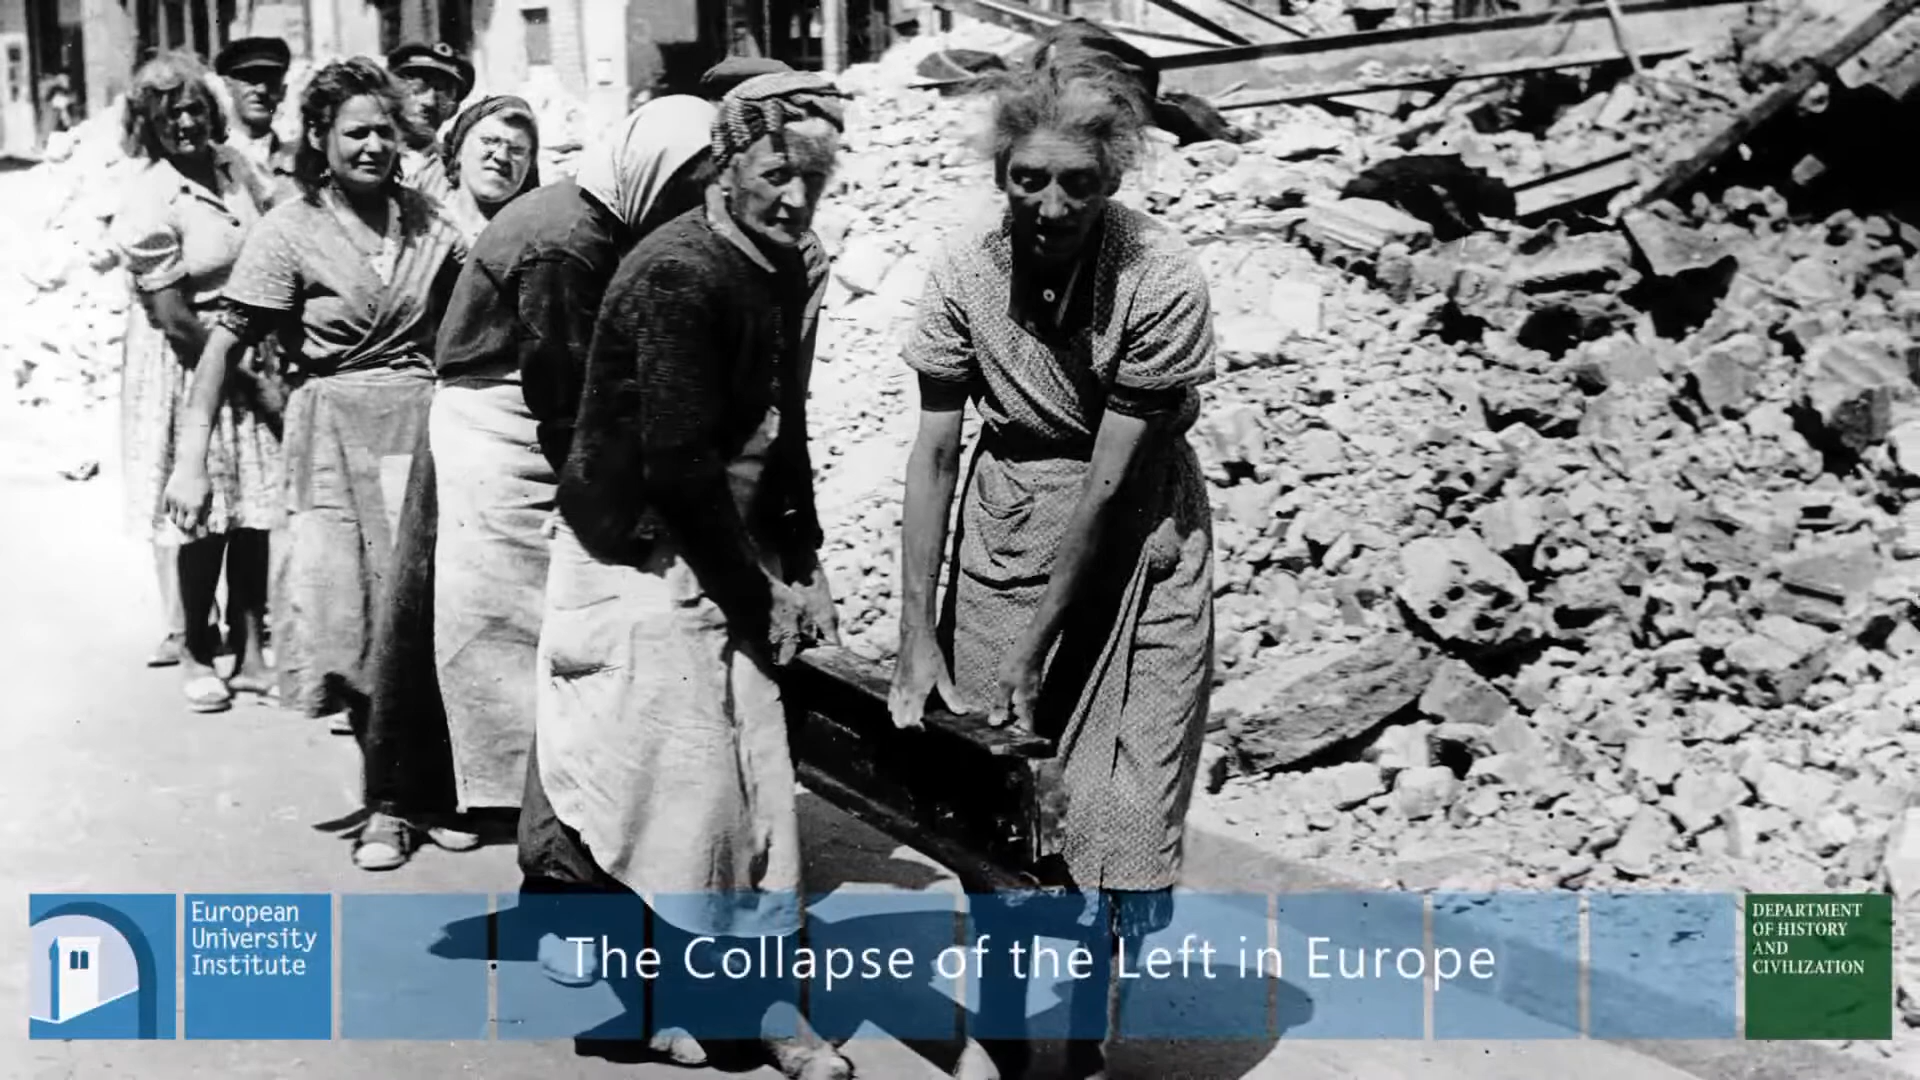 European
University
Institute
The Collapse of the Left in Europe
DEPARTMENT
OF HISTORY
AND
CIVILIZATION